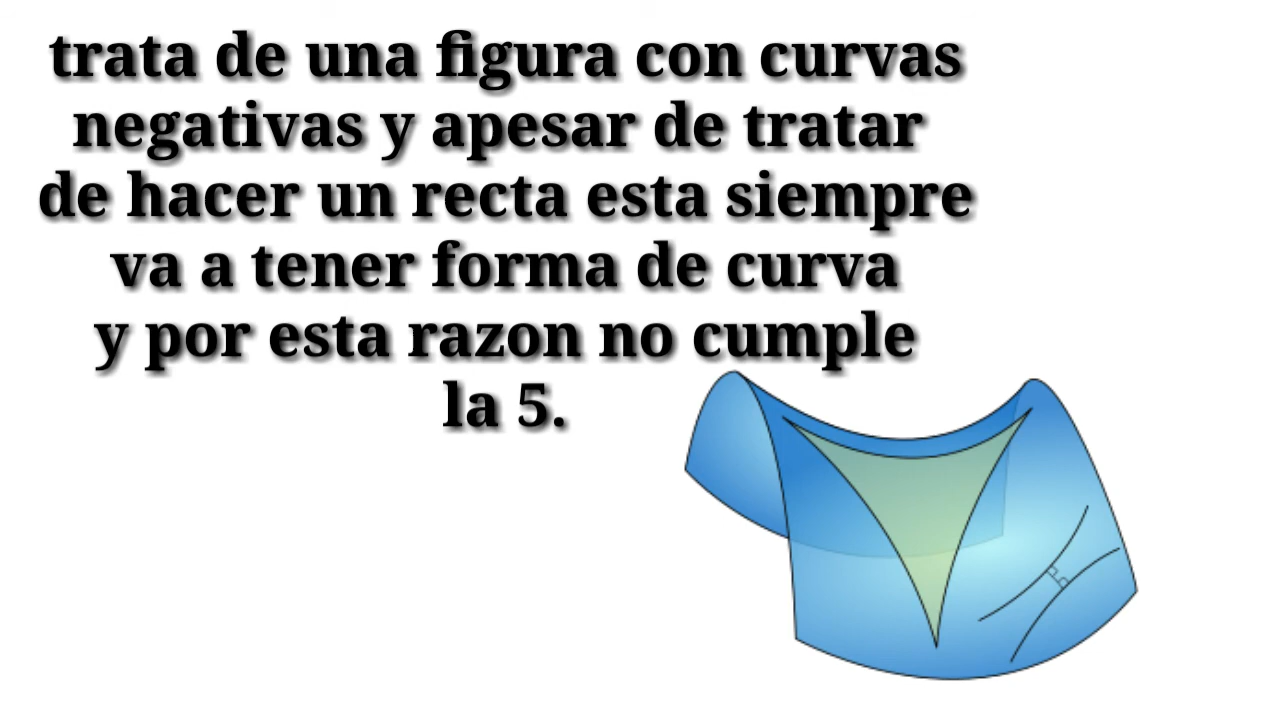 trata de una figura con curvas
negativas y apesar de tratar
de hacer un recta esta siempre
va a tener forma de curva
y por esta razon no cumple
la 5.